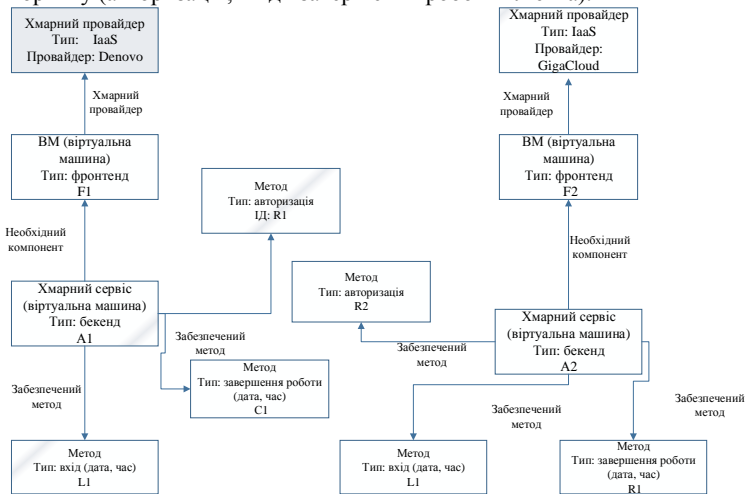 Хмарний провайдер
Тип: IaaS
Провайдер: Denovo
Хмарний провайдер
Тип: IaaS
Провайдер:
GigaCloud
Хмарний
провайдер
Хмарний
провайдер
ВМ (віртуальна
машина)
Тип: фронтенд
F1
ВМ (віртуальна
машина)
Тип: фронтенд
F2
Метод
Тип: авторизація
ІД: R1
Необхідний
компонент
Необхідний
компонент
Метод
Тип: авторизація
R2
Хмарний сервіс
(віртуальна машина)
Тип: бекенд
A1
Хмарний сервіс
(віртуальна машина)
Тип: бекенд
A2
Забезпечений
метод
Забезпечений
метод
Метод
Тип: завершення роботи
(дата, час)
C1
Забезпечений
метод
Забезпечений
метод
Забезпечений
метод
Метод
Тип: вхід (дата, час)
L1
Метод
Тип: вхід (дата, час)
L1
Метод
Тип: завершення роботи
(дата, час)
R1